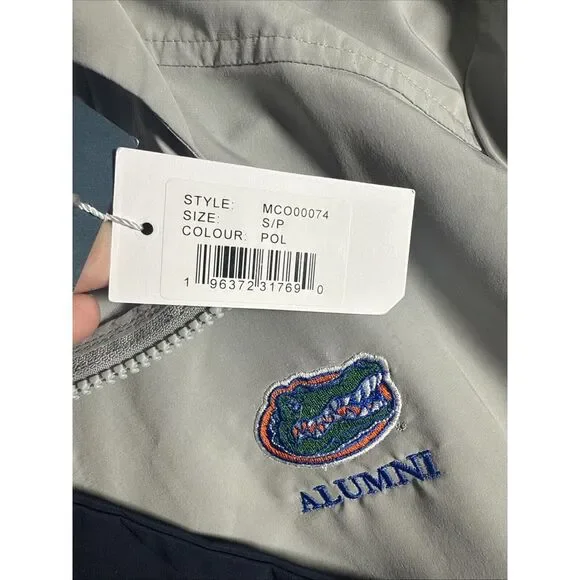 STYLE: MCO00074
SIZE: S/P
COLOUR: POL
1 96372 31769 0
ALUMNI